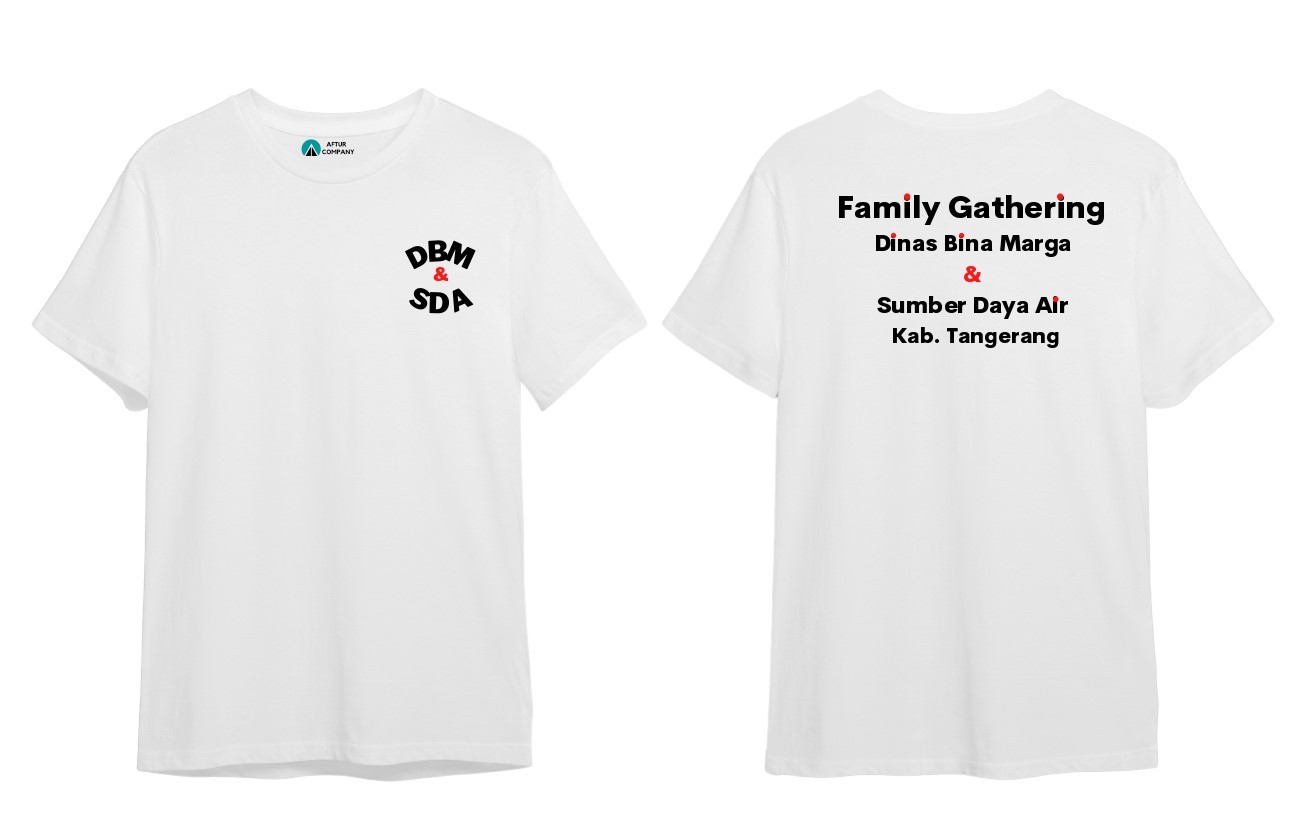 AFTUR
COMPANY
DBM
&
SDA
Family Gathering
Dinas Bina Marga
&
Sumber Daya Air
Kab. Tangerang